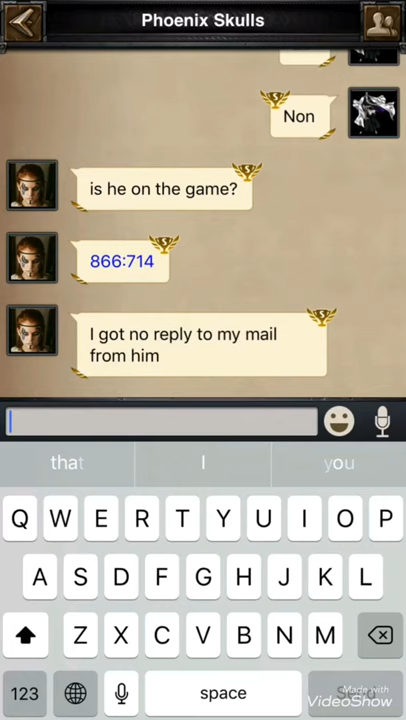 Phoenix Skulls
Non
is he on the game?
866:714
I got no reply to my mail
from him
that I you
Q W E R T Y U I O P
A S D F G H J K L
Z X C V B N M
123 space Send
Made with
VideoShow